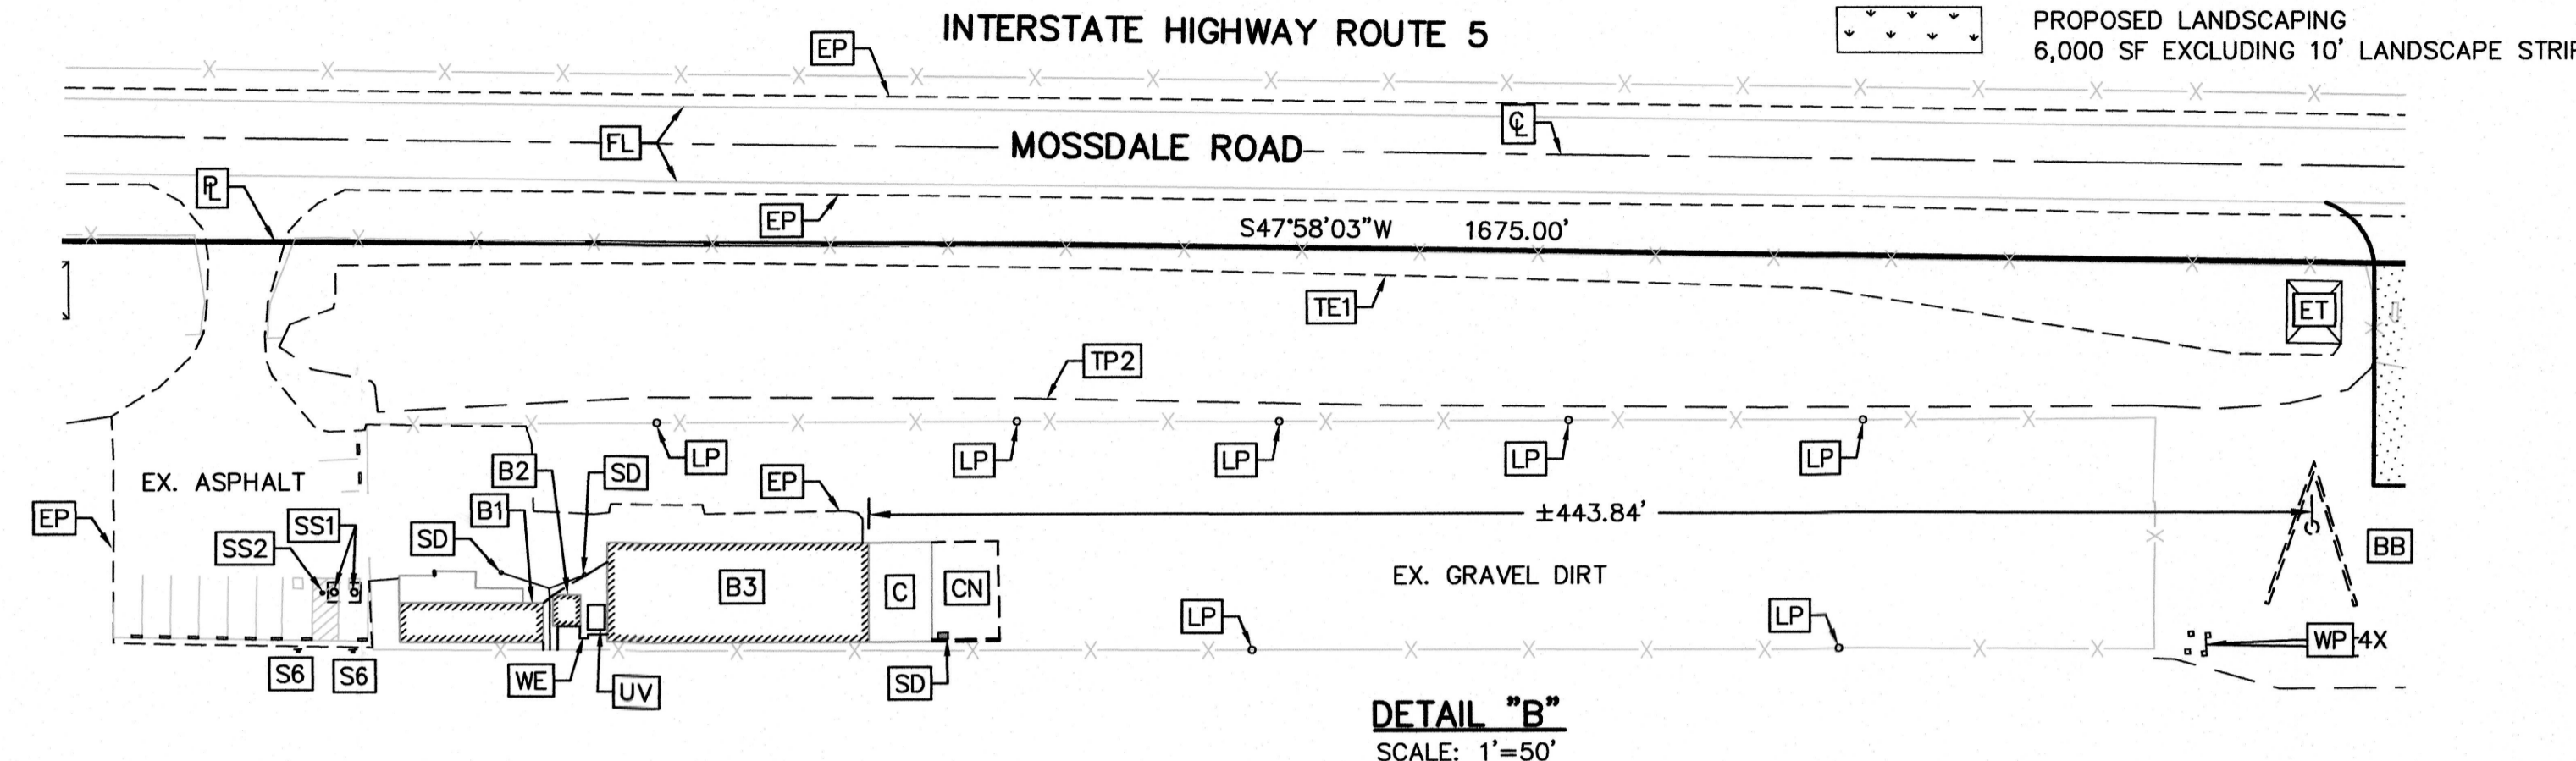 INTERSTATE HIGHWAY ROUTE 5
PROPOSED LANDSCAPING
6,000 SF EXCLUDING 10' LANDSCAPE STRIP
EP
FL
MOSSDALE ROAD
℄
PL
EP
S47°58'03"W 1675.00'
TE1
ET
TP2
LP
LP
LP
LP
LP
EX. ASPHALT
B2
SD
EP
B1
EP
SS1
±443.84'
SS2
SD
BB
B3
C
CN
EX. GRAVEL DIRT
LP
LP
WP 4X
S6
S6
WE
UV
SD
DETAIL "B"
SCALE: 1'=50'